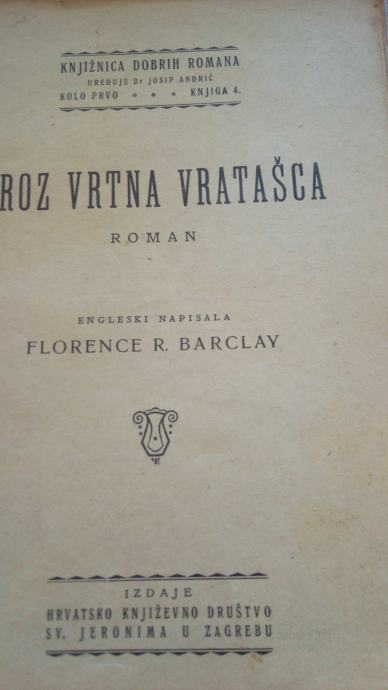 KNJIŽNICA DOBRIH ROMANA
UREĐUJE Dr JOSIP ANDRIĆ
KOLO PRVO * * * KNJIGA 4.
ROZ VRTNA VRATAŠCA
ROMAN
ENGLESKI NAPISALA
FLORENCE R. BARCLAY
IZDAJE
HRVATSKO KNJIŽEVNO DRUŠTVO
SV. JERONIMA U ZAGREBU